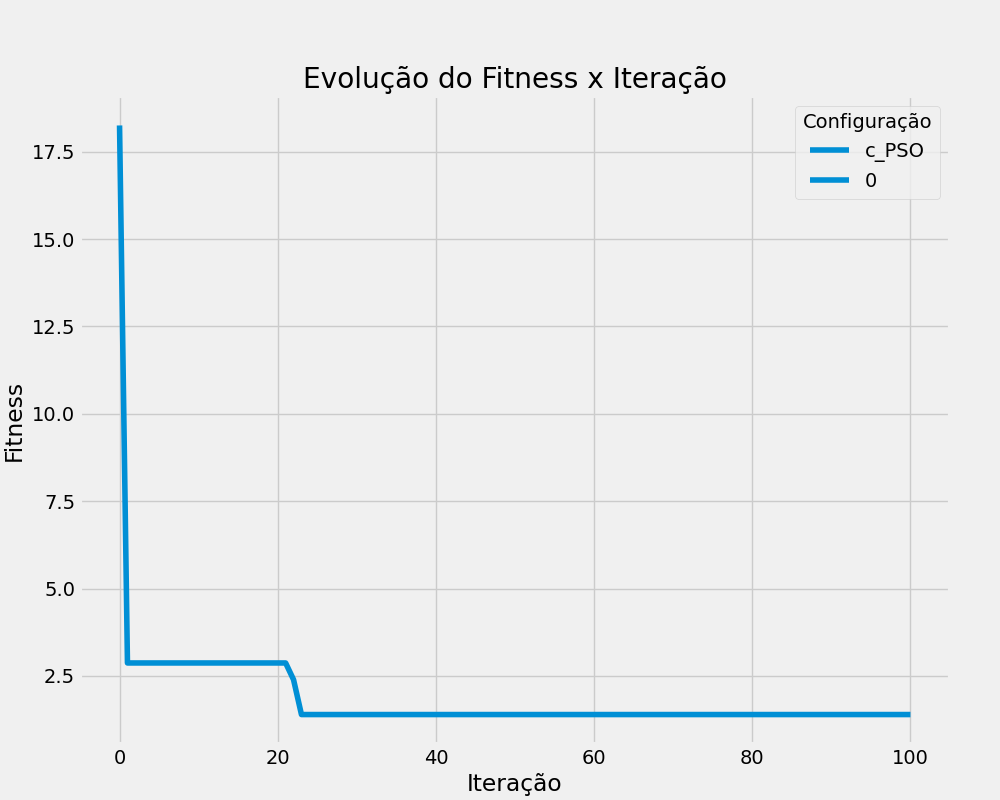 Evolução do Fitness x Iteração
Configuração
c_PSO
0
17.5
15.0
12.5
10.0
7.5
5.0
2.5
Fitness
0 20 40 60 80 100
Iteração